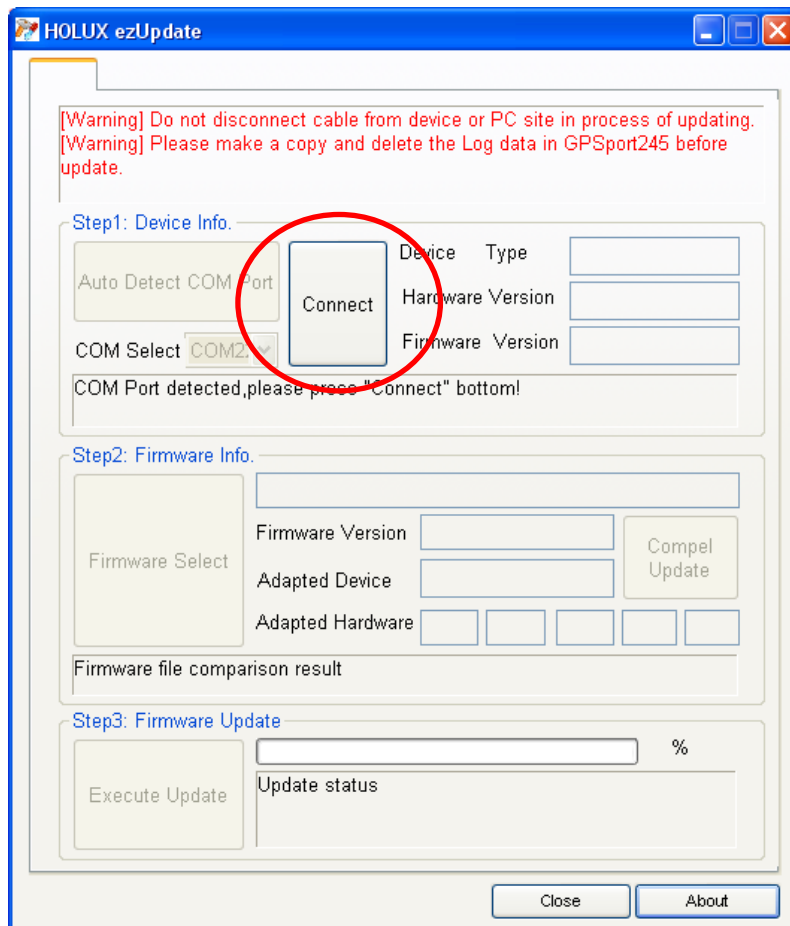 HOLUX ezUpdate
[Warning] Do not disconnect cable from device or PC site in process of updating.
[Warning] Please make a copy and delete the Log data in GPSport245 before
update.
Step1: Device Info.
Auto Detect COM Port
Connect
Device Type
Hardware Version
Firmware Version
COM Select COM2
COM Port detected,please press "Connect" bottom!
Step2: Firmware Info.
Firmware Select
Firmware Version
Adapted Device
Adapted Hardware
Compel
Update
Firmware file comparison result
Step3: Firmware Update
%
Execute Update
Update status
Close
About